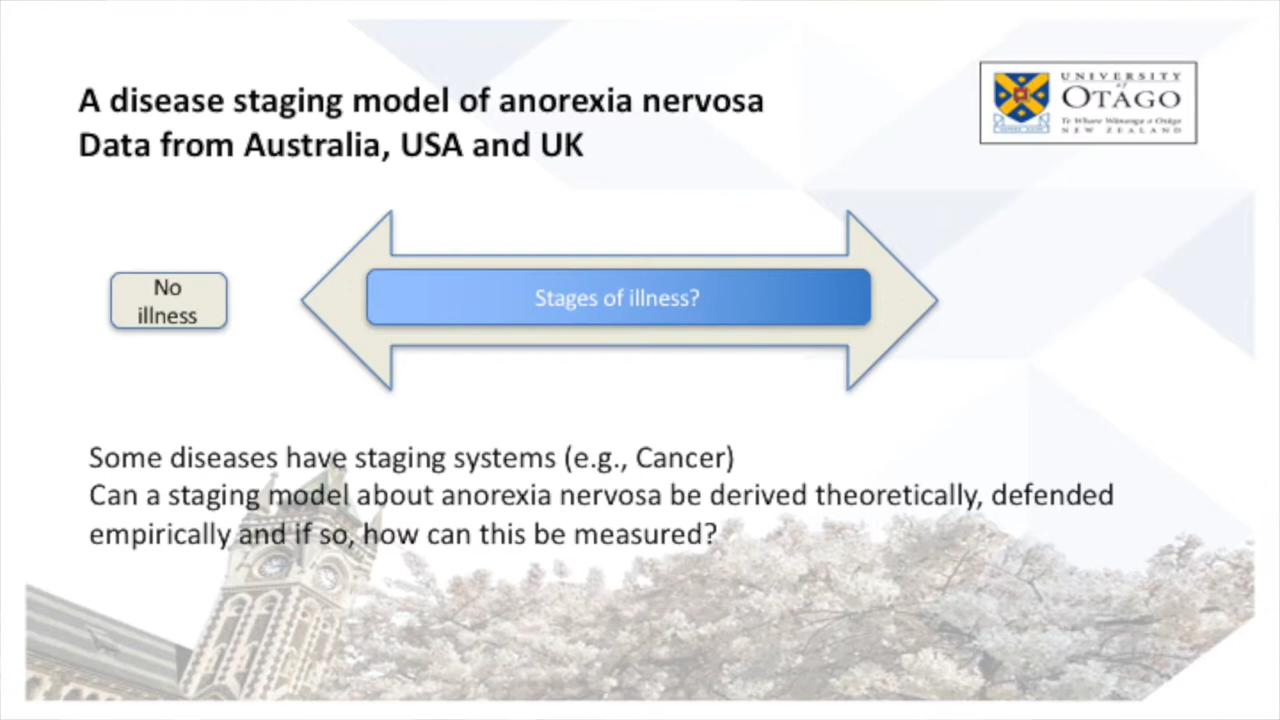 A disease staging model of anorexia nervosa
Data from Australia, USA and UK
UNIVERSITY
of
OTAGO
Te Whare Wānanga o Otāgo
NEW ZEALAND
No
illness
Stages of illness?
Some diseases have staging systems (e.g., Cancer)
Can a staging model about anorexia nervosa be derived theoretically, defended
empirically and if so, how can this be measured?